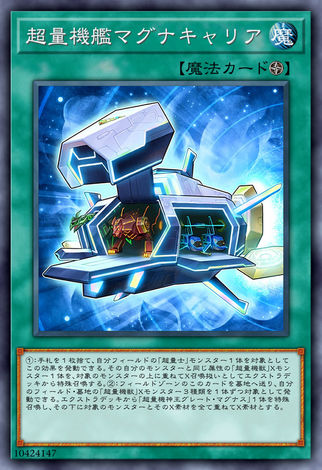 超量機艦マグナキャリア 魔
【魔法カード】
①:手札を1枚捨て、自分フィールドの「超量士」モンスター1体を対象として
この効果を発動できる。その自分のモンスターと同じ属性の「超量機獣」Xモン
スター1体を、対象のモンスターの上に重ねてX召喚扱いとしてエクストラデ
ッキから特殊召喚する。②:フィールドゾーンのこのカードを墓地へ送り、自分
のフィールド・墓地の「超量機獣」Xモンスター3種類を1体ずつ対象として発
動できる。エクストラデッキから「超量機神王グレート・マグナス」1体を特殊
召喚し、その下に対象のモンスターとそのX素材を全て重ねてX素材とする。
10424147